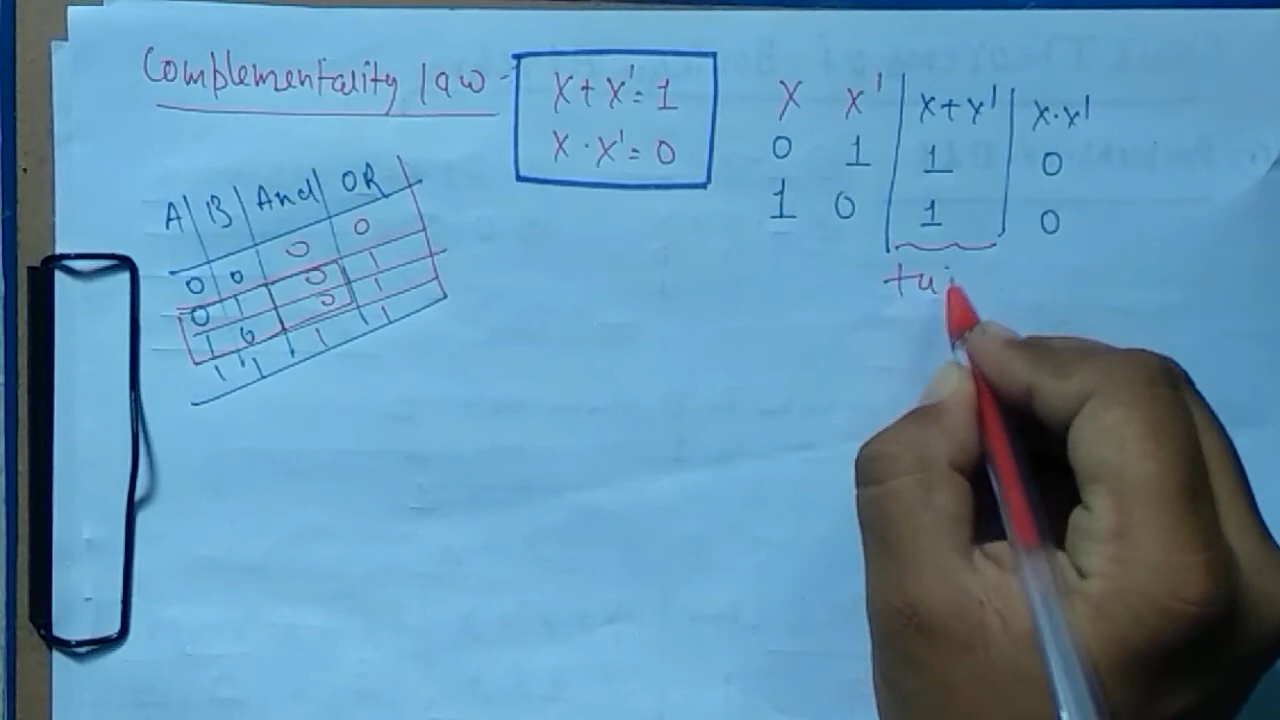 Complementality law -
X + X' = 1
X · X' = 0
X X' X+X' X·X'
0 1 1 0
1 0 1 0
A B And OR
0 0 0 0
0 1 0 1
1 0 0 1
1 1 1 1